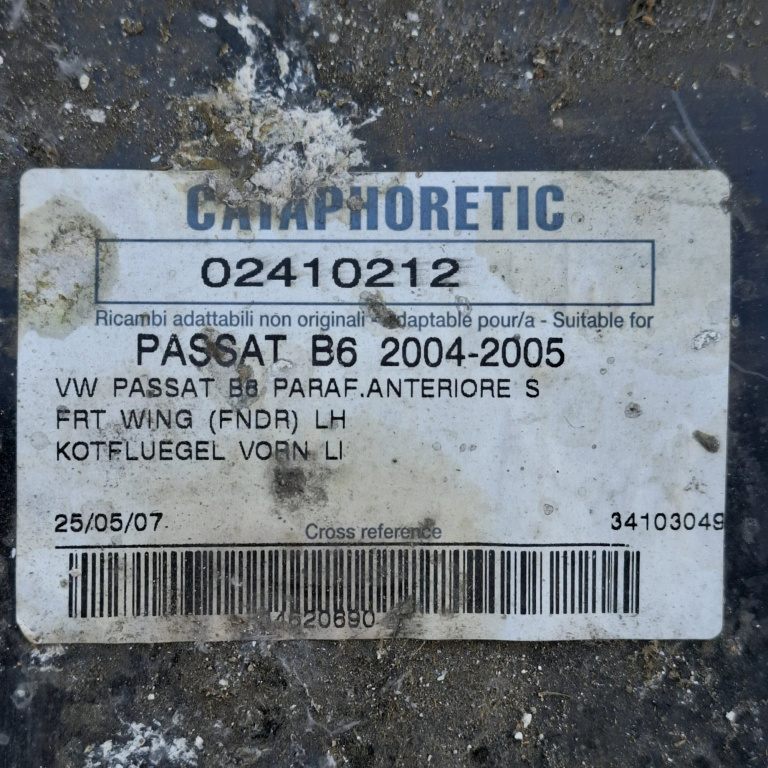 CATAPHORETIC
02410212
Ricambi adattabili non originali - adaptable pour/a - Suitable for
PASSAT B6 2004-2005
VW PASSAT B6 PARAF.ANTERIORE S
FRT WING (FNDR) LH
KOTFLUEGEL VORN LI
25/05/07
Cross reference
34103049